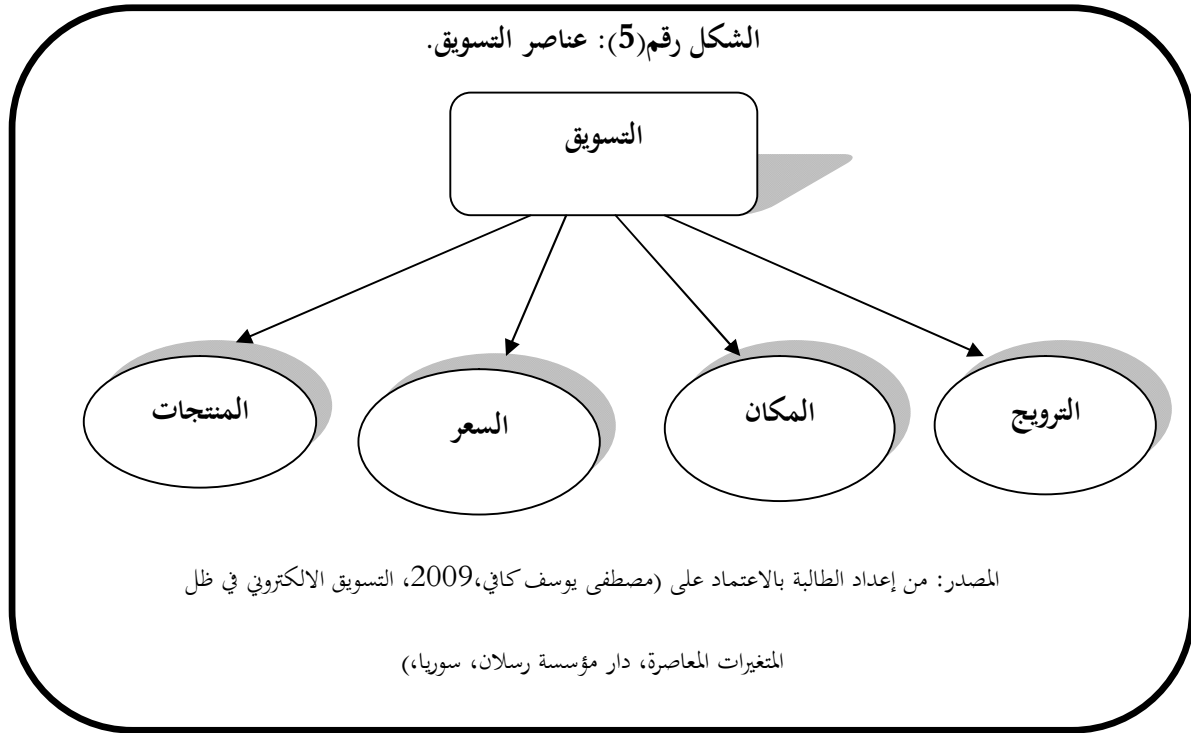 الشكل رقم(5): عناصر التسويق.
التسويق
الترويج
المكان
السعر
المنتجات
المصدر: من إعداد الطالبة بالاعتماد على (مصطفى يوسف كافي،2009، التسويق الالكتروني في ظل
المتغيرات المعاصرة، دار مؤسسة رسلان، سوريا،)